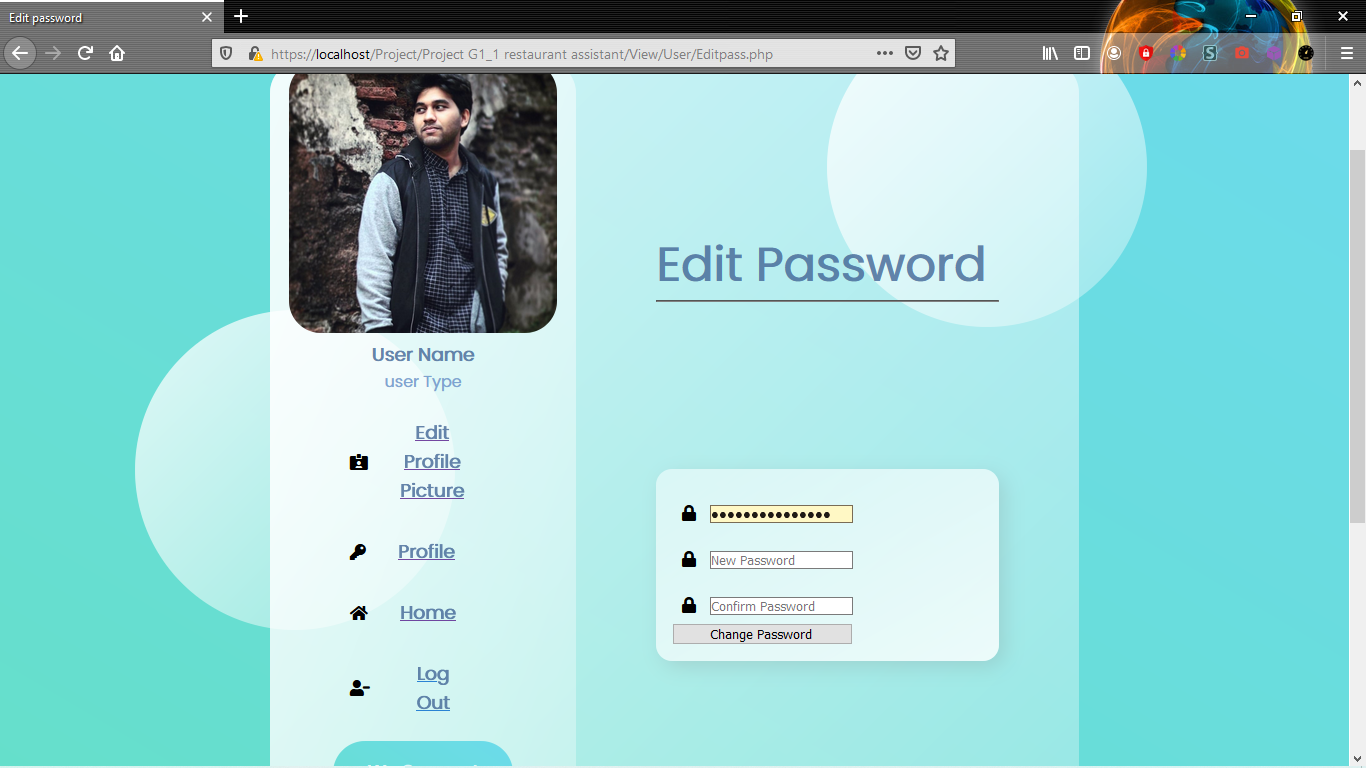 Edit password
https://localhost/Project/Project G1_1 restaurant assistant/View/User/Editpass.php
Edit Password
User Name
user Type
Edit
Profile
Picture
Profile
Home
Log
Out
New Password
Confirm Password
Change Password